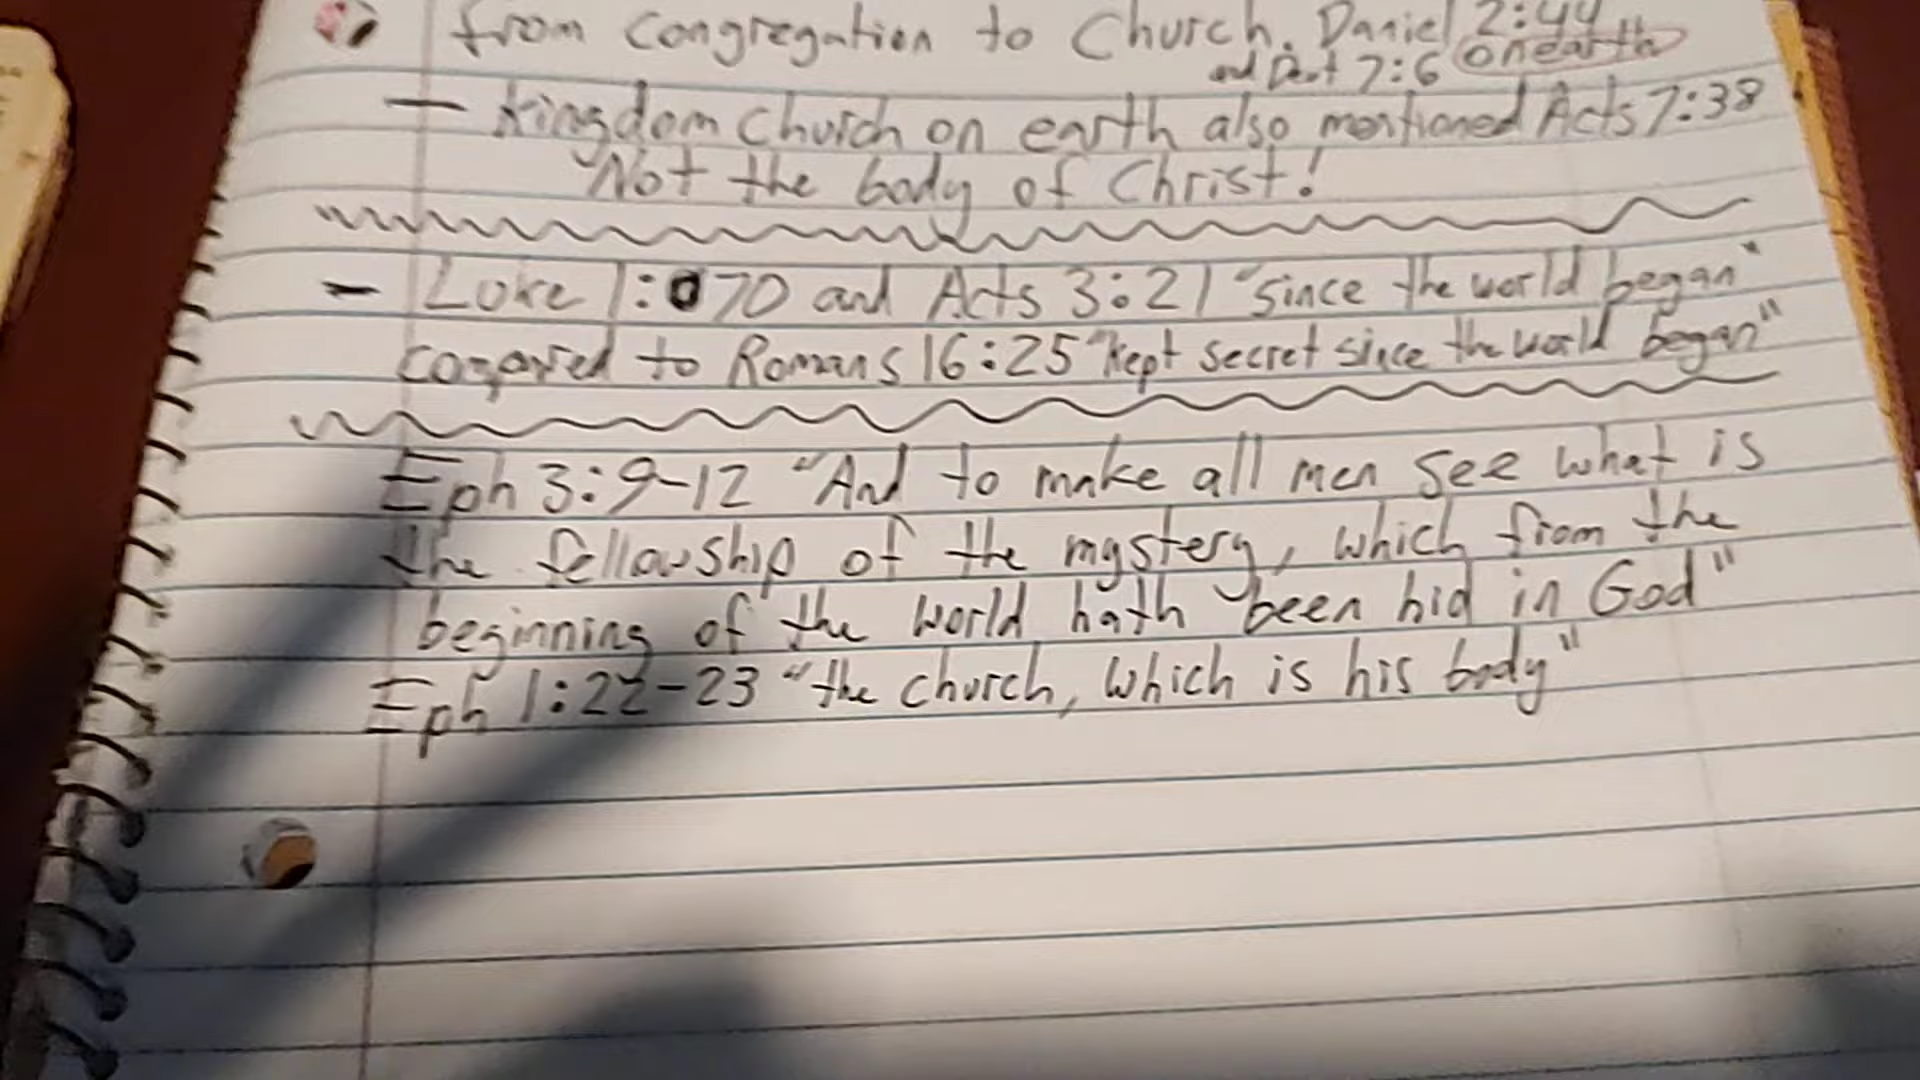 from congregation to Church. Daniel 2:44
and Deut 7:6 on earth
— kingdom church on earth also mentioned Acts 7:38
"Not the body of Christ!
- Luke 1:70 and Acts 3:21 "since the world began"
compared to Romans 16:25 "kept secret since the world began"
Eph 3:9-12 "And to make all men see what is
the fellowship of the mystery, which from the
beginning of the world hath been hid in God"
Eph 1:22-23 "the church, which is his body"